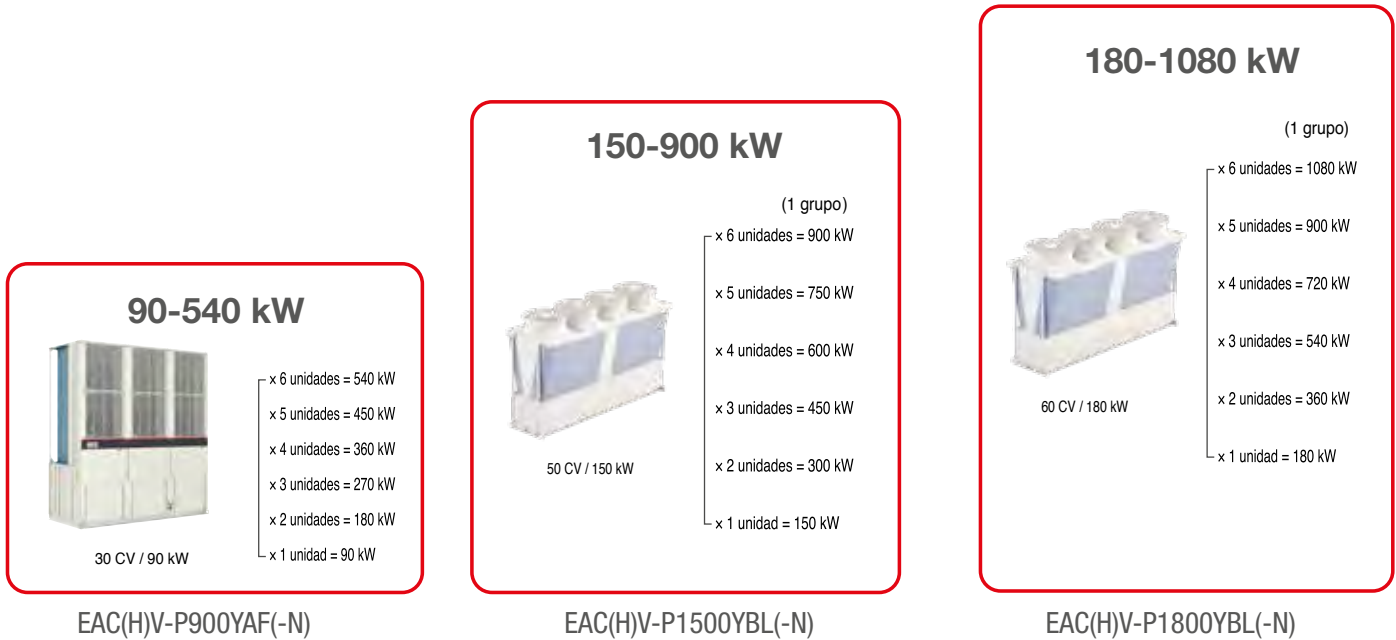 90-540 kW
x 6 unidades = 540 kW
x 5 unidades = 450 kW
x 4 unidades = 360 kW
x 3 unidades = 270 kW
x 2 unidades = 180 kW
x 1 unidad = 90 kW
30 CV / 90 kW
EAC(H)V-P900YAF(-N)
150-900 kW
(1 grupo)
x 6 unidades = 900 kW
x 5 unidades = 750 kW
x 4 unidades = 600 kW
x 3 unidades = 450 kW
x 2 unidades = 300 kW
x 1 unidad = 150 kW
50 CV / 150 kW
EAC(H)V-P1500YBL(-N)
180-1080 kW
(1 grupo)
x 6 unidades = 1080 kW
x 5 unidades = 900 kW
x 4 unidades = 720 kW
x 3 unidades = 540 kW
x 2 unidades = 360 kW
x 1 unidad = 180 kW
60 CV / 180 kW
EAC(H)V-P1800YBL(-N)